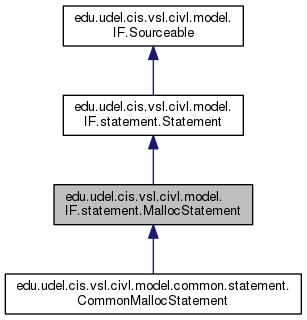 edu.udel.cis.vsl.civl.model.
IF.Sourceable
edu.udel.cis.vsl.civl.model.
IF.statement.Statement
edu.udel.cis.vsl.civl.model.
IF.statement.MallocStatement
edu.udel.cis.vsl.civl.model.common.statement.
CommonMallocStatement